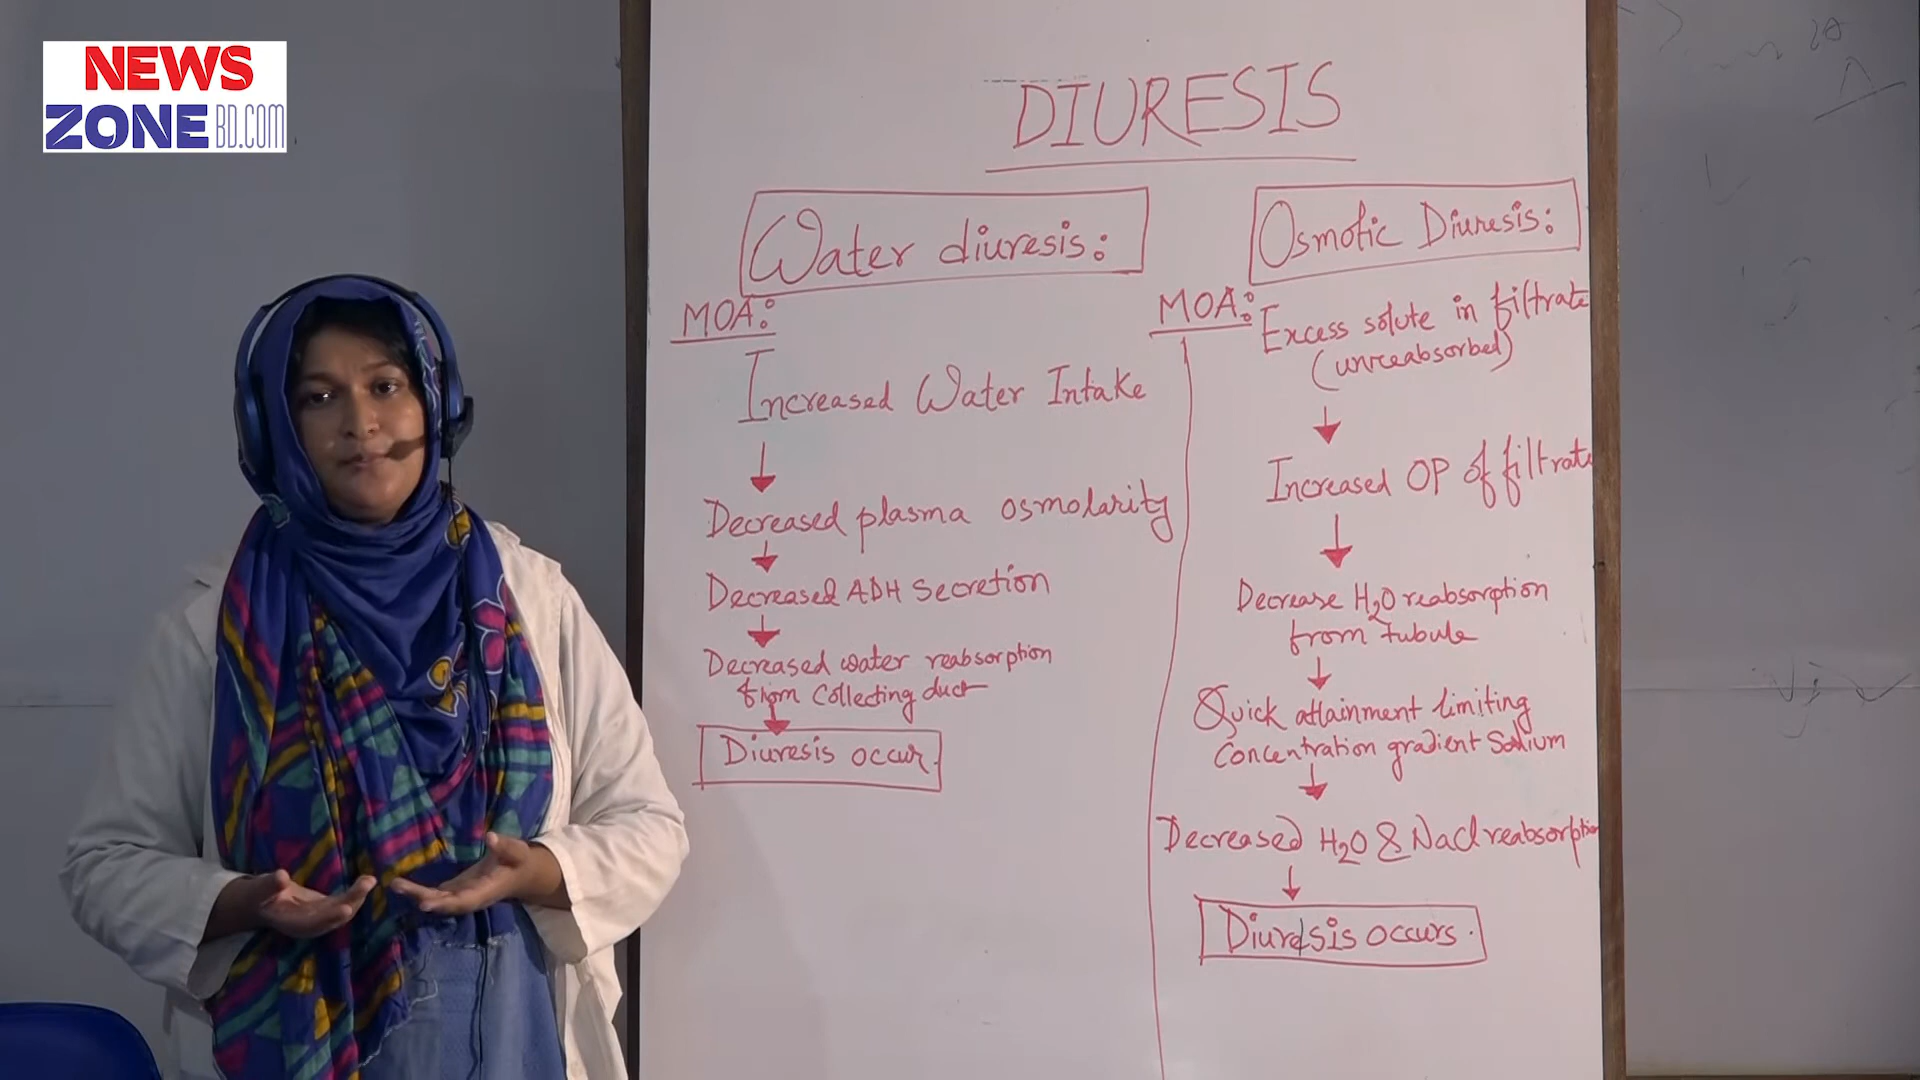 NEWS
ZONE BD.COM
DIURESIS
Water diuresis:
MOA:
Increased Water Intake
Decreased plasma osmolarity
Decreased ADH secretion
Decreased water reabsorption
from collecting duct
Diuresis occur.
Osmotic Diuresis:
MOA:
Excess solute in filtrate
(unreabsorbed)
Increased OP of filtrate
Decrease H₂O reabsorption
from tubule
Quick attainment limiting
concentration gradient Sodium
Decreased H₂O & Nacl reabsorption
Diuresis occurs.